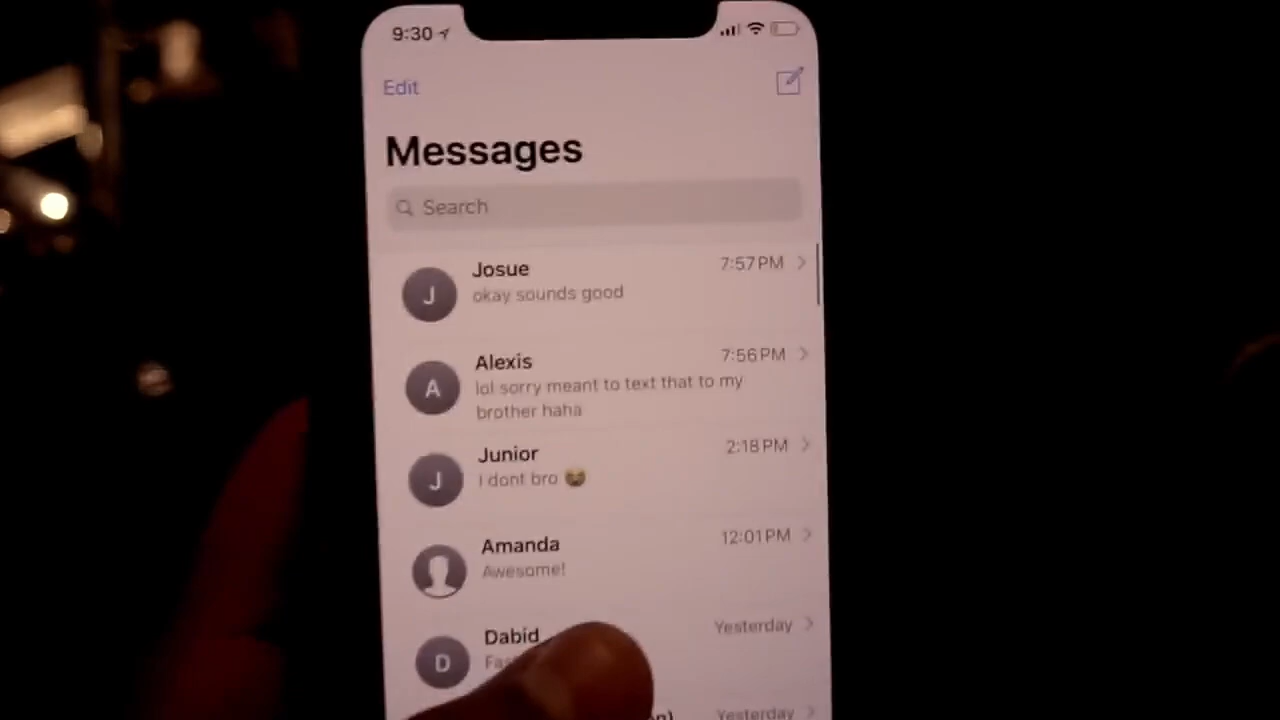 9:30
Edit
Messages
Search
Josue
7:57 PM
okay sounds good
Alexis
7:56 PM
lol sorry meant to text that to my
brother haha
Junior
2:18 PM
I dont bro 😹
Amanda
12:01 PM
Awesome!
Dabid
Yesterday
Yesterday
J
A
J
D